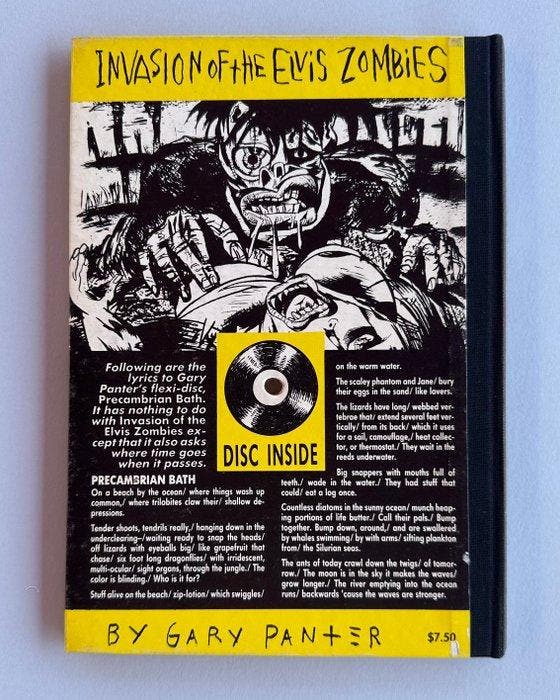 INVASION OF tHE ELVIS ZOMBIES
Following are the
lyrics to Gary
Panter's flexi-disc,
Precambrian Bath.
It has nothing to do
with Invasion of the
Elvis Zombies ex-
cept that it also asks
where time goes
when it passes.
PRECAMBRIAN BATH
On a beach by the ocean/ where things wash up
common,/ where trilobites claw their/ shallow de-
pressions.
Tender shoots, tendrils really,/ hanging down in the
underclearing–/waiting ready to snap the heads/
off lizards with eyeballs big/ like grapefruit that
chase/ six foot long dragonflies/ with irridescent,
multi-ocular/ sight organs, through the jungle./ The
color is blinding./ Who is it for?
Stuff alive on the beach/ zip-lotion/ which swiggles/
DISC INSIDE
on the warm water.
The scaley phantom and Jane/ bury
their eggs in the sand/ like lovers.
The lizards have long/ webbed ver-
tebrae that/ extend several feet ver-
tically/ from its back/ which it uses
for a sail, camouflage,/ heat collec-
tor, or thermostat./ They wait in the
reeds underwater.
Big snappers with mouths full of
teeth./ wade in the water./ They had stuff that
could/ eat a log once.
Countless diatoms in the sunny ocean/ munch heap-
ing portions of life butter./ Call their pals./ Bump
together. Bump down, around,/ and are swallowed
by whales swimming/ by with arms/ sifting plankton
from/ the Silurian seas.
The ants of today crawl down the twigs/ of tomor-
row./ The moon is in the sky it makes the waves/
grow longer./ The river emptying into the ocean
runs/ backwards 'cause the waves are stronger.
BY GARY PANTER
$7.50